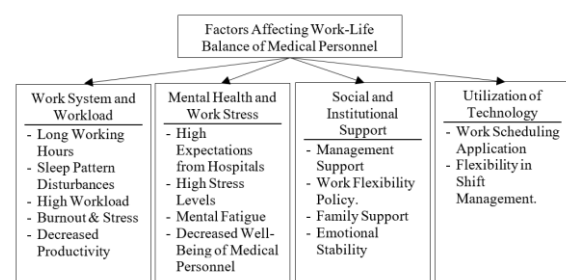 Factors Affecting Work-Life
Balance of Medical Personnel
Work System and
Workload
- Long Working
Hours
- Sleep Pattern
Disturbances
- High Workload
- Burnout & Stress
- Decreased
Productivity
Mental Health and
Work Stress
- High
Expectations
from Hospitals
- High Stress
Levels
- Mental Fatigue
- Decreased Well-
Being of Medical
Personnel
Social and
Institutional
Support
- Management
Support
- Work Flexibility
Policy.
- Family Support
- Emotional
Stability
Utilization of
Technology
- Work Scheduling
Application
- Flexibility in
Shift
Management.